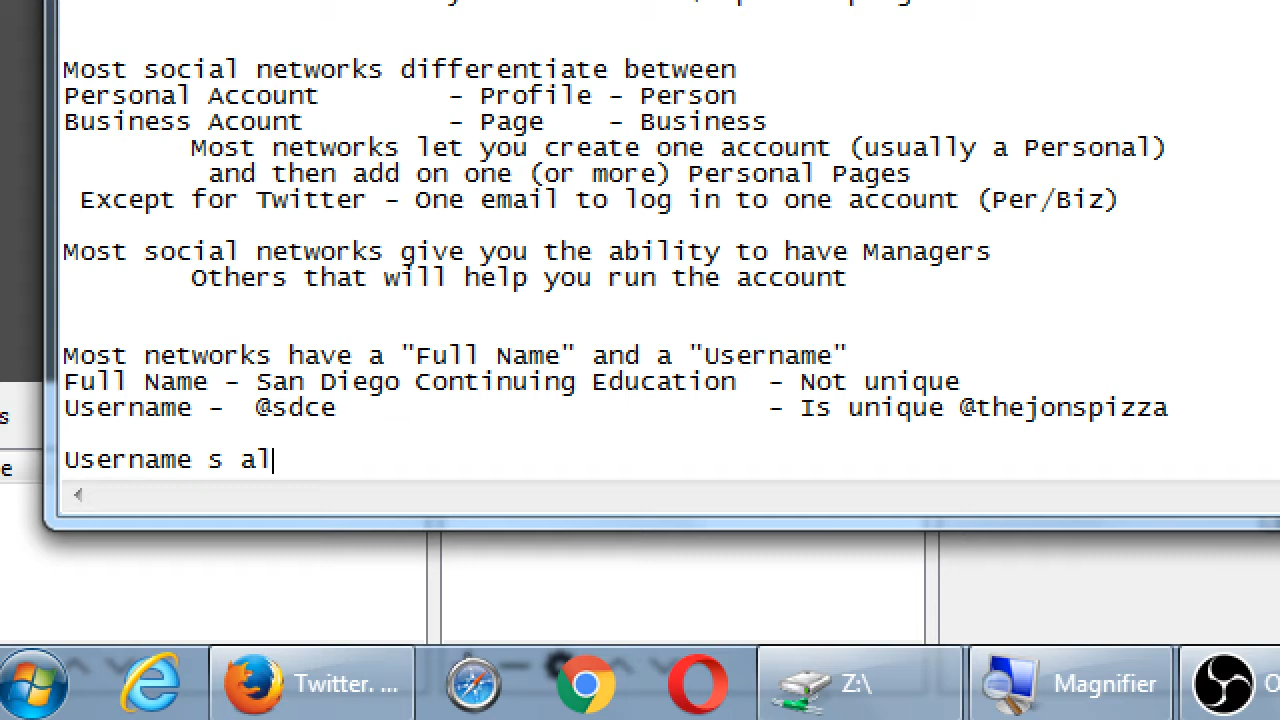 Most social networks differentiate between
Personal Account - Profile - Person
Business Acount - Page - Business
Most networks let you create one account (usually a Personal)
and then add on one (or more) Personal Pages
Except for Twitter - One email to log in to one account (Per/Biz)
Most social networks give you the ability to have Managers
Others that will help you run the account
Most networks have a "Full Name" and a "Username"
Full Name - San Diego Continuing Education - Not unique
Username - @sdce - Is unique @thejonspizza
Username s al
s
e
Twitter. ...
Z:\
Magnifier
O